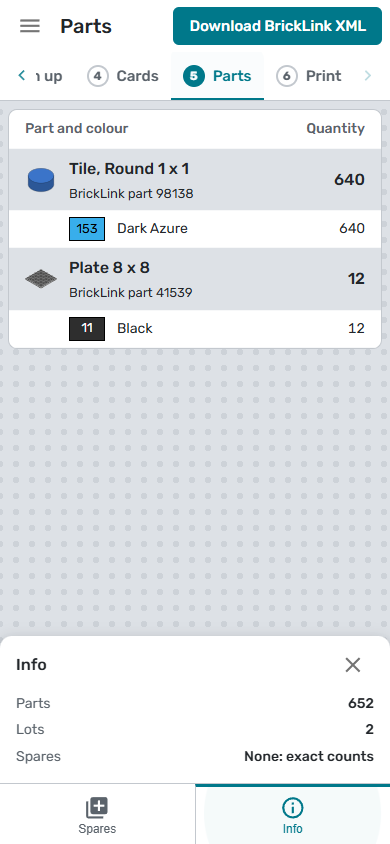 Parts
Download BrickLink XML
n up
4 Cards
5 Parts
6 Print
Part and colour Quantity
Tile, Round 1 x 1
BrickLink part 98138
640
153 Dark Azure 640
Plate 8 x 8
BrickLink part 41539
12
11 Black 12
Info
Parts 652
Lots 2
Spares None: exact counts
Spares
Info